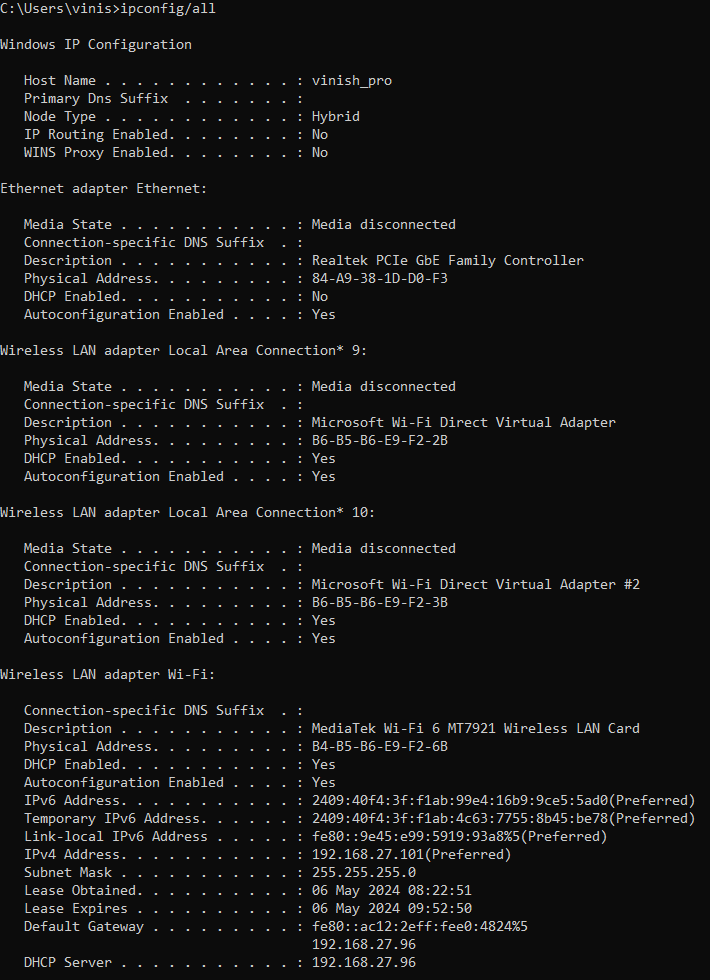 C:\Users\vinis>ipconfig/all
Windows IP Configuration
Host Name . . . . . . . . . . . . : vinish_pro
Primary Dns Suffix  . . . . . . . :
Node Type . . . . . . . . . . . . : Hybrid
IP Routing Enabled. . . . . . . . : No
WINS Proxy Enabled. . . . . . . . : No
Ethernet adapter Ethernet:
Media State . . . . . . . . . . . : Media disconnected
Connection-specific DNS Suffix  . :
Description . . . . . . . . . . . : Realtek PCIe GbE Family Controller
Physical Address. . . . . . . . . : 84-A9-38-1D-D0-F3
DHCP Enabled. . . . . . . . . . . : No
Autoconfiguration Enabled . . . . : Yes
Wireless LAN adapter Local Area Connection* 9:
Media State . . . . . . . . . . . : Media disconnected
Connection-specific DNS Suffix  . :
Description . . . . . . . . . . . : Microsoft Wi-Fi Direct Virtual Adapter
Physical Address. . . . . . . . . : B6-B5-B6-E9-F2-2B
DHCP Enabled. . . . . . . . . . . : Yes
Autoconfiguration Enabled . . . . : Yes
Wireless LAN adapter Local Area Connection* 10:
Media State . . . . . . . . . . . : Media disconnected
Connection-specific DNS Suffix  . :
Description . . . . . . . . . . . : Microsoft Wi-Fi Direct Virtual Adapter #2
Physical Address. . . . . . . . . : B6-B5-B6-E9-F2-3B
DHCP Enabled. . . . . . . . . . . : Yes
Autoconfiguration Enabled . . . . : Yes
Wireless LAN adapter Wi-Fi:
Connection-specific DNS Suffix  . :
Description . . . . . . . . . . . : MediaTek Wi-Fi 6 MT7921 Wireless LAN Card
Physical Address. . . . . . . . . : B4-B5-B6-E9-F2-6B
DHCP Enabled. . . . . . . . . . . : Yes
Autoconfiguration Enabled . . . . : Yes
IPv6 Address. . . . . . . . . . . : 2409:40f4:3f:f1ab:99e4:16b9:9ce5:5ad0(Preferred)
Temporary IPv6 Address. . . . . . : 2409:40f4:3f:f1ab:4c63:7755:8b45:be78(Preferred)
Link-local IPv6 Address . . . . . : fe80::9e45:e99:5919:93a8%5(Preferred)
IPv4 Address. . . . . . . . . . . : 192.168.27.101(Preferred)
Subnet Mask . . . . . . . . . . . : 255.255.255.0
Lease Obtained. . . . . . . . . . : 06 May 2024 08:22:51
Lease Expires . . . . . . . . . . : 06 May 2024 09:52:50
Default Gateway . . . . . . . . . : fe80::ac12:2eff:fee0:4824%5
192.168.27.96
DHCP Server . . . . . . . . . . . : 192.168.27.96